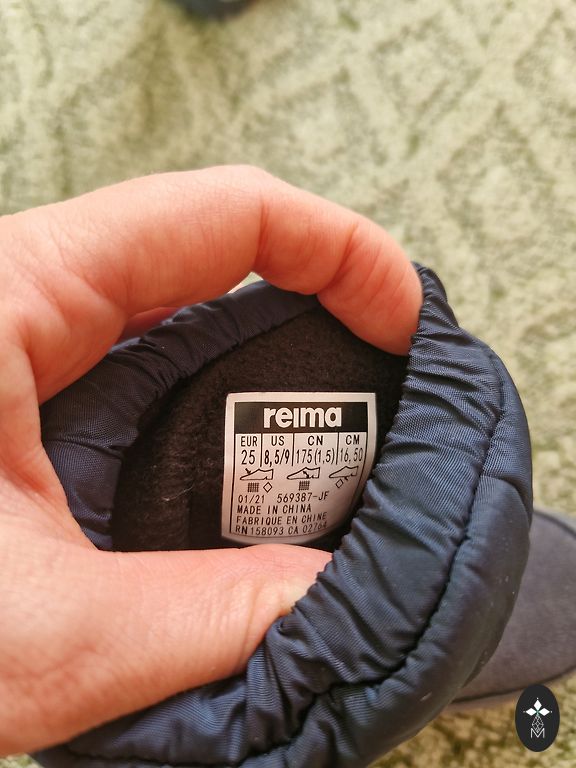 reima
EUR US CN CM
25 8,5/9 175(1,5) 16,50
01/21 569387-JF
MADE IN CHINA
FABRIQUE EN CHINE
RN 158093 CA 02764
M